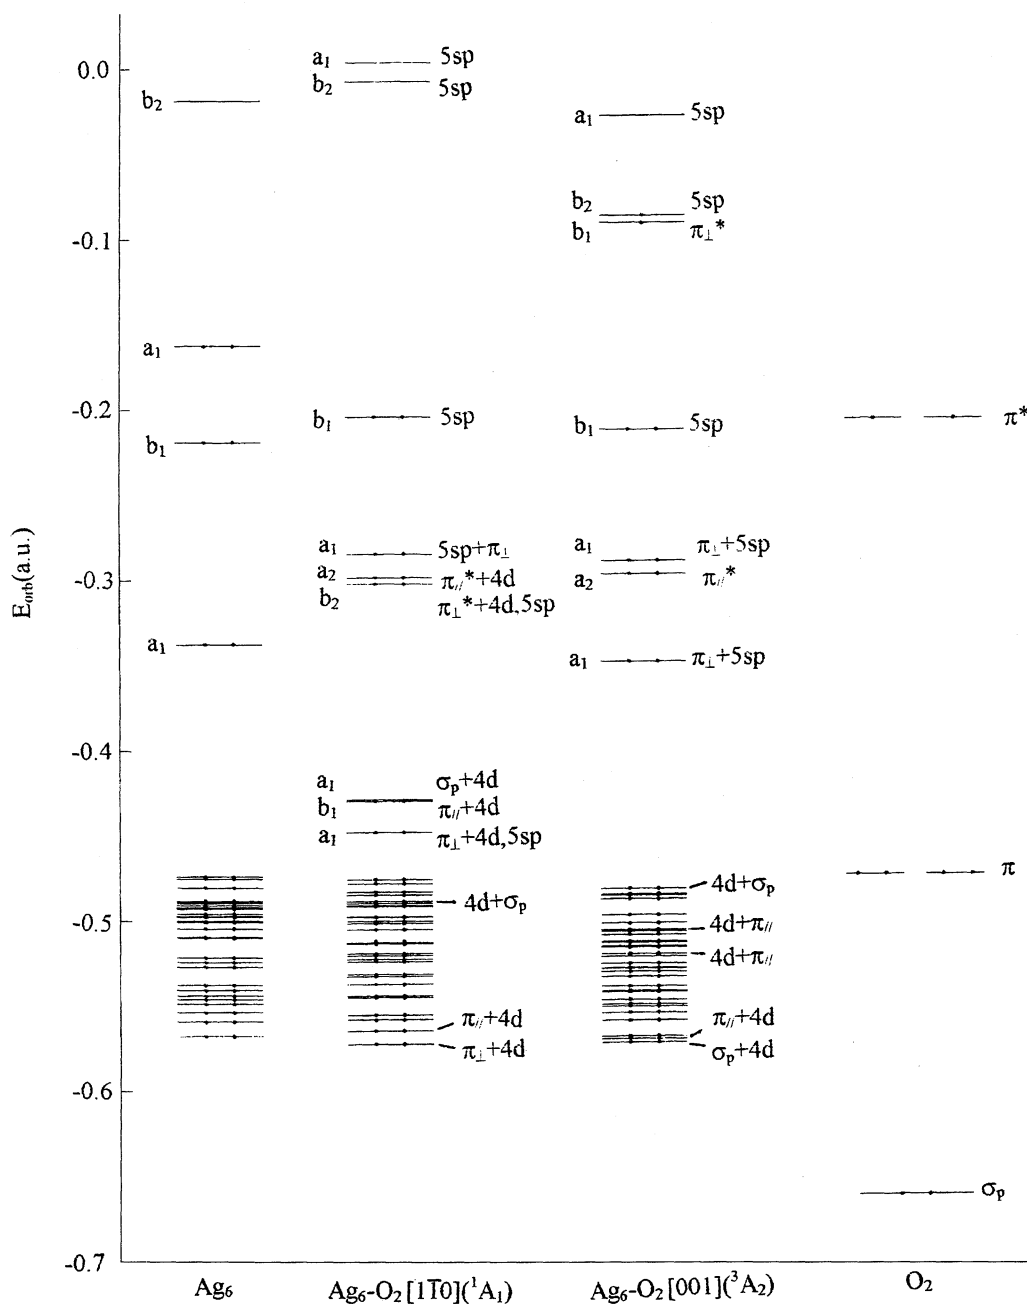 a₁ 5sp
0.0
b₂ 5sp
b₂
a₁ 5sp
b₂ 5sp
-0.1
b₁ π⊥*
a₁
-0.2
b₁ 5sp
b₁ 5sp
π*
b₁
E_orb(a.u.)
a₁ 5sp+π⊥
a₁ π⊥+5sp
-0.3
a₂ π//*+4d
a₂ π//*
b₂ π⊥*+4d,5sp
a₁
a₁ π⊥+5sp
-0.4
a₁ σₚ+4d
b₁ π//+4d
a₁ π⊥+4d,5sp
π
4d+σₚ
4d+σₚ
-0.5
4d+π//
4d+π//
π//+4d
π//+4d
π⊥+4d
σₚ+4d
-0.6
σₚ
-0.7
Ag₆ Ag₆-O₂[11̄0](¹A₁) Ag₆-O₂[001](³A₂) O₂